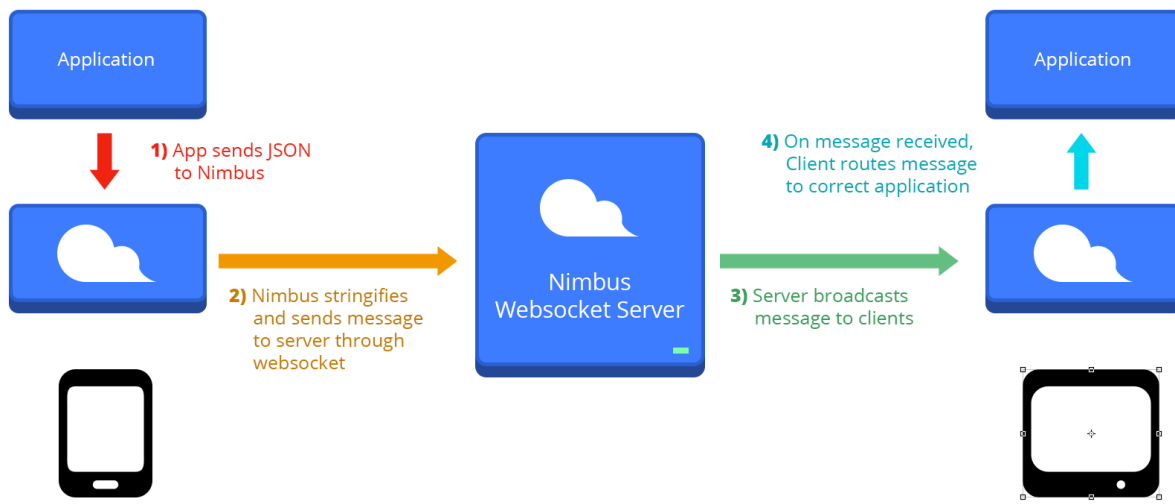 Application
1) App sends JSON
to Nimbus
2) Nimbus stringifies
and sends message
to server through
websocket
Nimbus
Websocket Server
3) Server broadcasts
message to clients
4) On message received,
Client routes message
to correct application
Application